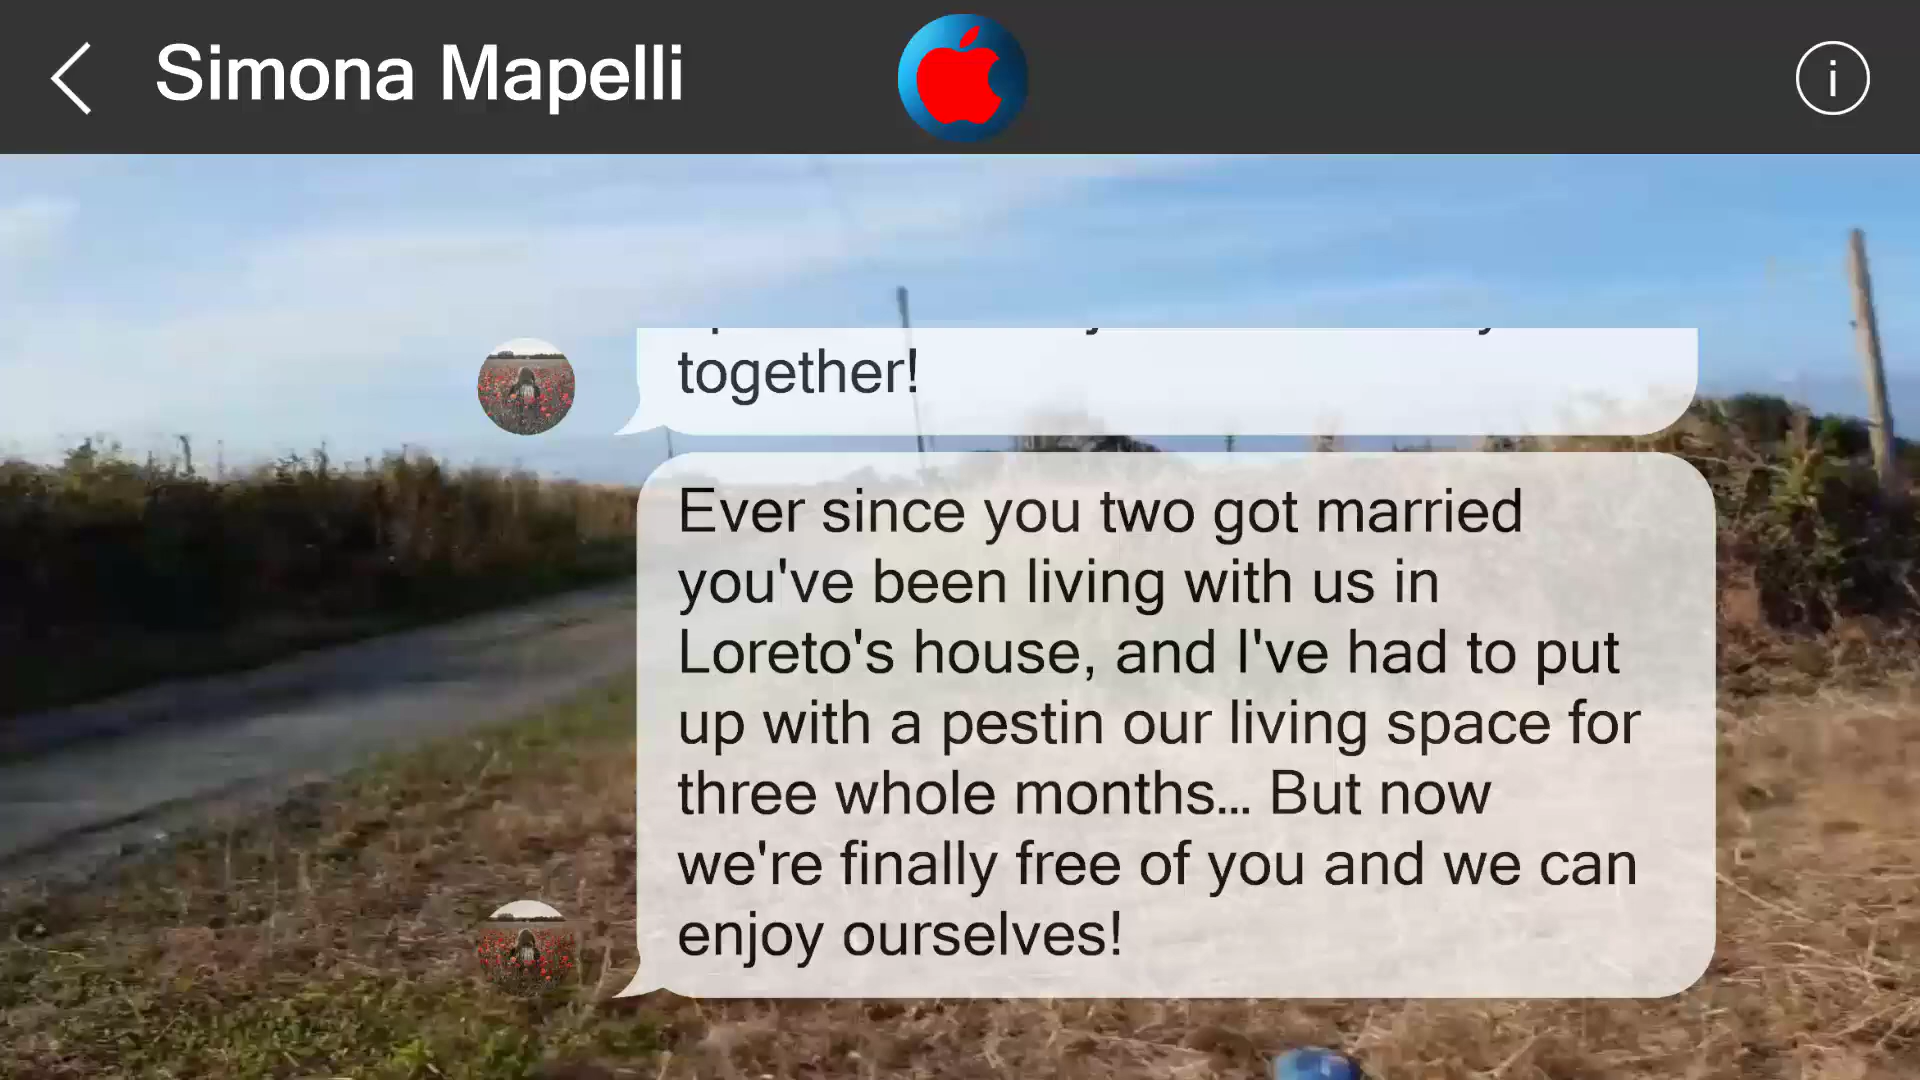 Simona Mapelli
i
together!
Ever since you two got married
you've been living with us in
Loreto's house, and I've had to put
up with a pestin our living space for
three whole months... But now
we're finally free of you and we can
enjoy ourselves!